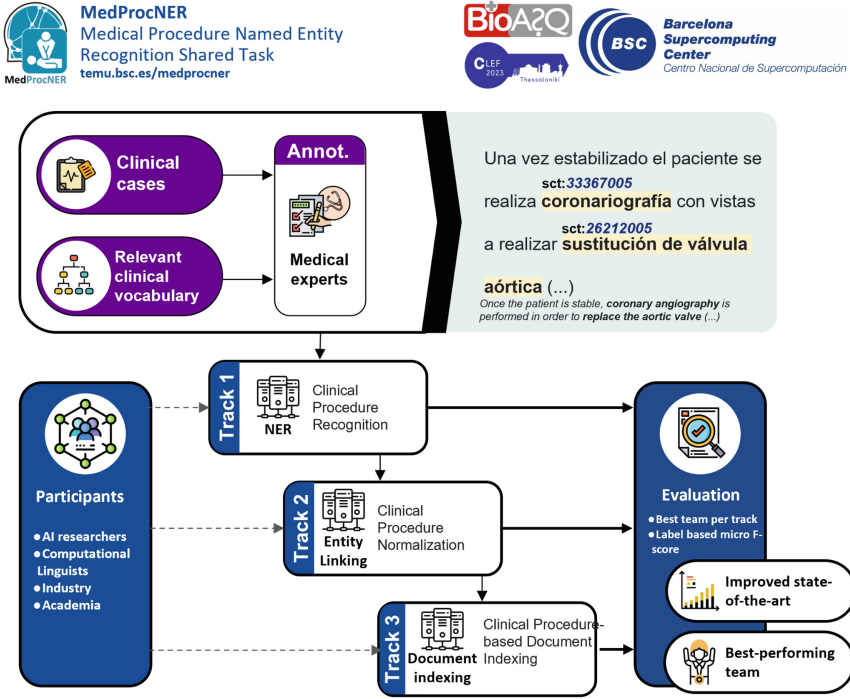 MedProcNER
Medical Procedure Named Entity
Recognition Shared Task
temu.bsc.es/medprocner
MedProcNER
BioASQ
CLEF
2023
Thessaloniki
BSC
Barcelona
Supercomputing
Center
Centro Nacional de Supercomputación
Clinical
cases
Relevant
clinical
vocabulary
Annot.
Medical
experts
Una vez estabilizado el paciente se
sct:33367005
realiza coronariografía con vistas
sct:26212005
a realizar sustitución de válvula
aórtica (...)
Once the patient is stable, coronary angiography is
performed in order to replace the aortic valve (...)
Participants
AI researchers
Computational
Linguists
Industry
Academia
Track 1
NER
Clinical
Procedure
Recognition
Track 2
Entity
Linking
Clinical
Procedure
Normalization
Track 3
Document
indexing
Clinical Procedure-
based Document
Indexing
Evaluation
Best team per track
Label based micro F-
score
Improved state-
of-the-art
Best-performing
team